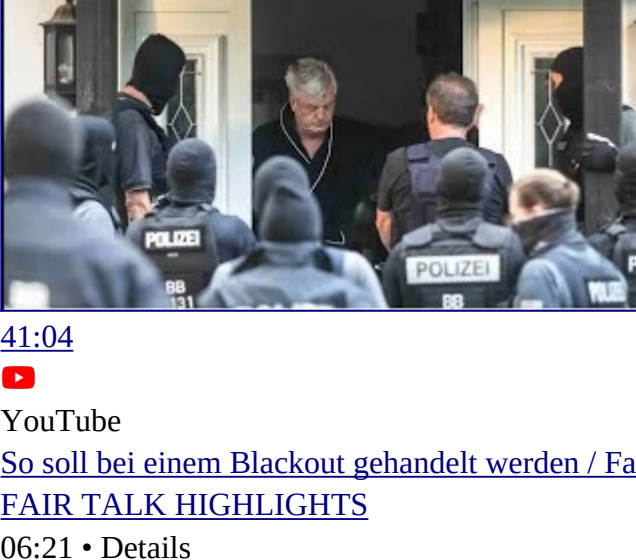 POLIZEI
BB
131
POLIZEI
BB
41:04
YouTube
So soll bei einem Blackout gehandelt werden / Fa
FAIR TALK HIGHLIGHTS
06:21 • Details